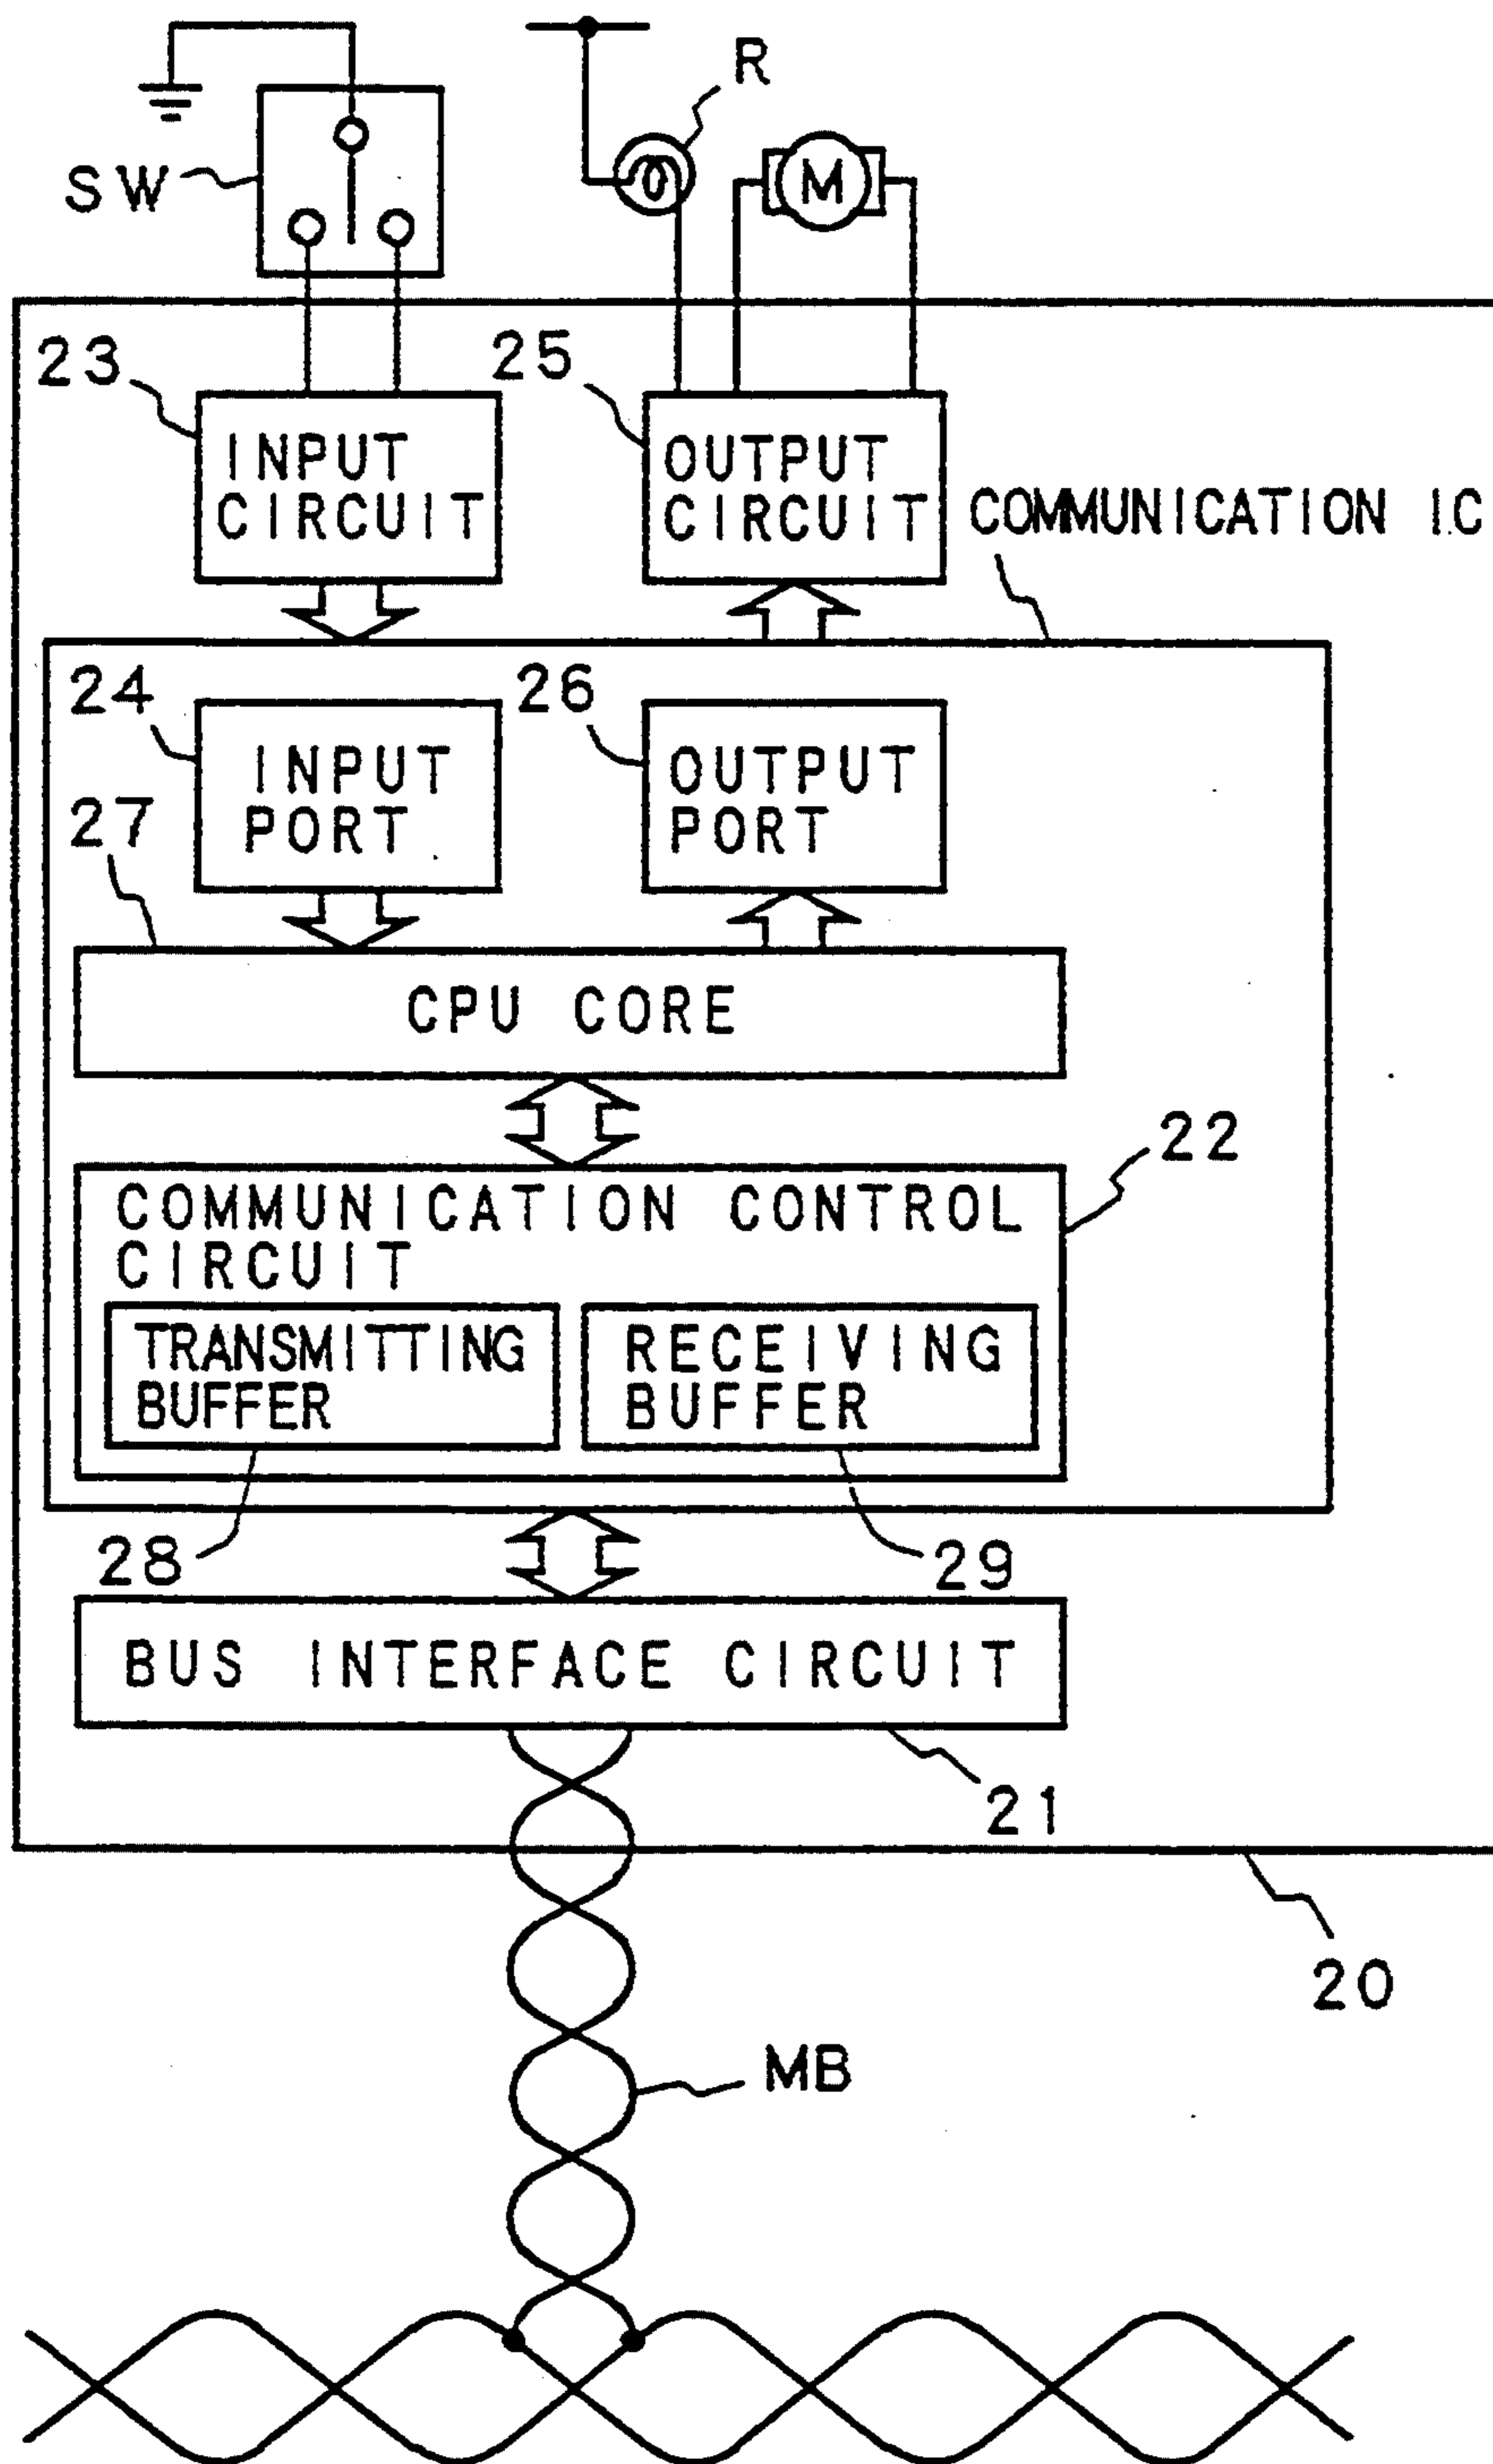 R
SW
M
23
25
INPUT
CIRCUIT
OUTPUT
CIRCUIT
COMMUNICATION IC
24
26
INPUT
PORT
OUTPUT
PORT
27
CPU CORE
22
COMMUNICATION CONTROL
CIRCUIT
TRANSMITTING
BUFFER
RECEIVING
BUFFER
28
29
BUS INTERFACE CIRCUIT
21
20
MB